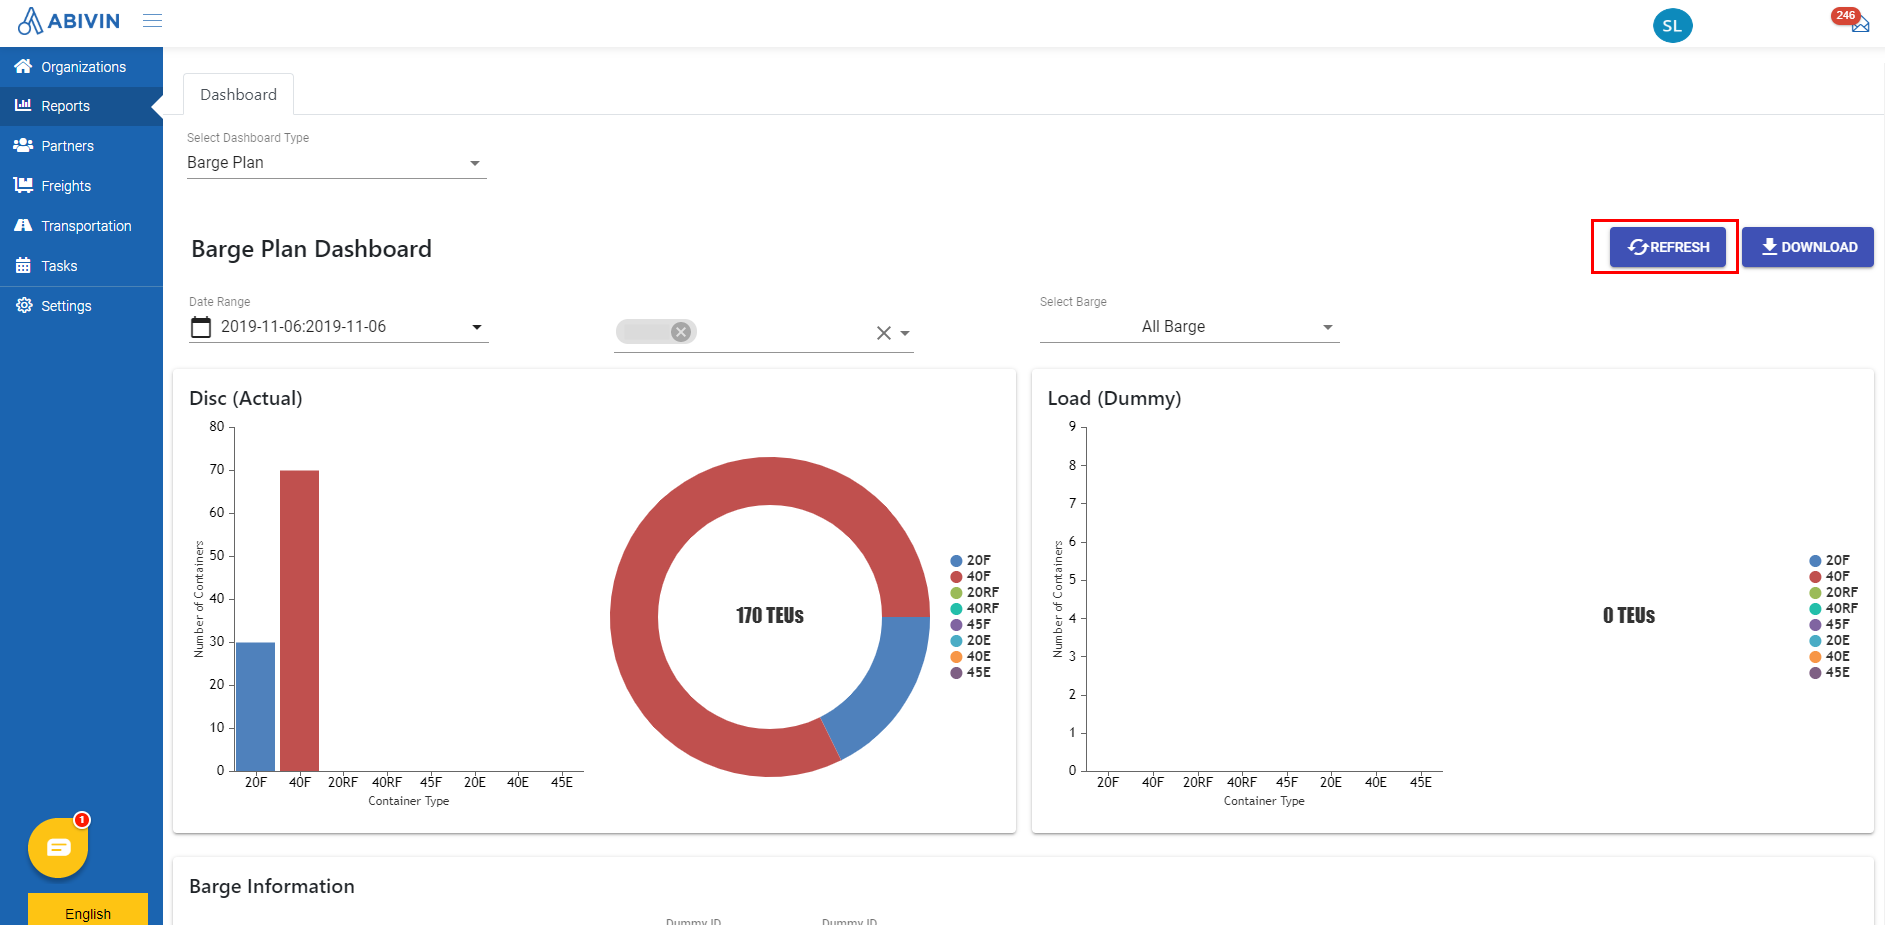 ABIVIN
SL
246
Organizations
Reports
Partners
Freights
Transportation
Tasks
Settings
Dashboard
Select Dashboard Type
Barge Plan
Barge Plan Dashboard
REFRESH
DOWNLOAD
Date Range
2019-11-06:2019-11-06
Select Barge
All Barge
Disc (Actual)
80
70
60
50
40
30
20
10
0
Number of Containers
20F 40F 20RF 40RF 45F 20E 40E 45E
Container Type
170 TEUs
20F
40F
20RF
40RF
45F
20E
40E
45E
Load (Dummy)
9
8
7
6
5
4
3
2
1
0
Number of Containers
20F 40F 20RF 40RF 45F 20E 40E 45E
Container Type
0 TEUs
20F
40F
20RF
40RF
45F
20E
40E
45E
Barge Information
Dummy ID Dummy ID
1
English